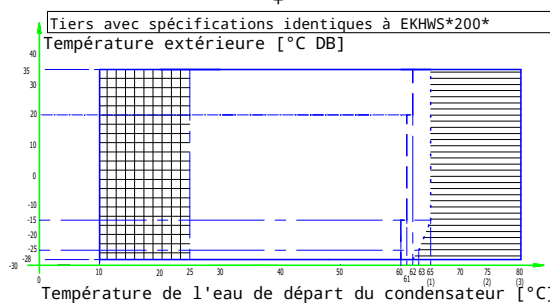 Tiers avec spécifications identiques à EKHWS*200*
Température extérieure [°C DB]
40
35
30
20
10
0
-10
-15
-20
-25
-28
-30
0 10 20 25 30 40 50 60 61 62 63 65 75 80
(1) (2) (3)
Température de l'eau de départ du condensateur [°C]